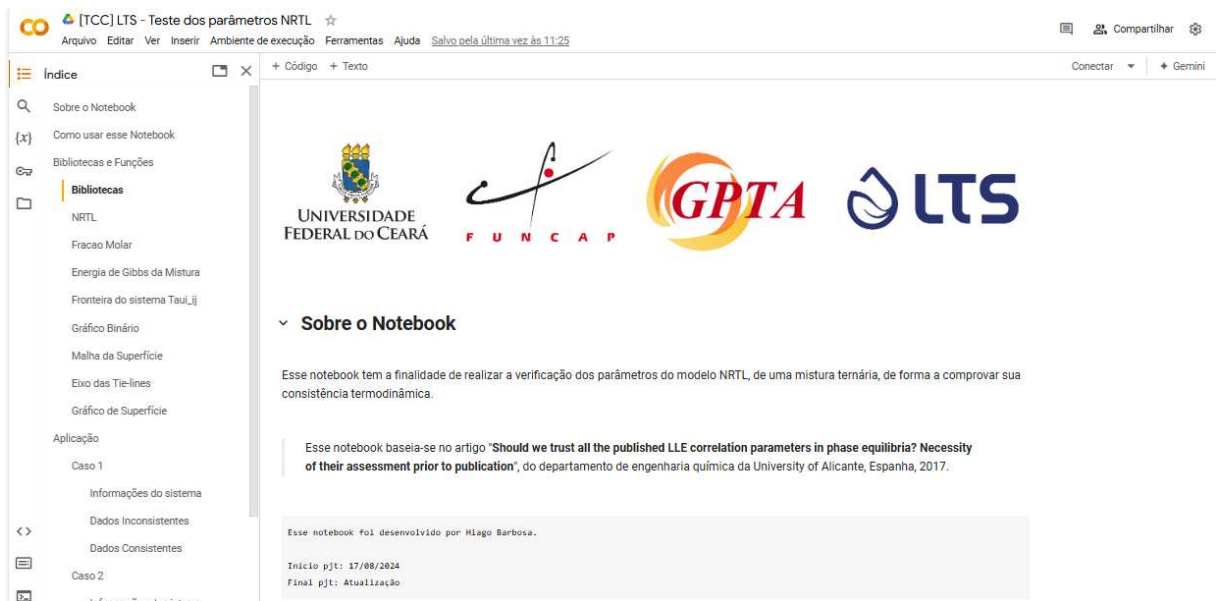 [TCC] LTS - Teste dos parâmetros NRTL
Arquivo Editar Ver Inserir Ambiente de execução Ferramentas Ajuda Salvo pela última vez às 11:25
Compartilhar
Índice
+ Código + Texto
Conectar
Gemini
Sobre o Notebook
Como usar esse Notebook
Bibliotecas e Funções
Bibliotecas
NRTL
Fracao Molar
Energia de Gibbs da Mistura
Fronteira do sistema Taui_ij
Gráfico Binário
Malha da Superfície
Eixo das Tie-lines
Gráfico de Superfície
Aplicação
Caso 1
Informações do sistema
Dados Inconsistentes
Dados Consistentes
Caso 2
{x}
<>
UNIVERSIDADE
FEDERAL DO CEARÁ
FUNCAP
GPTA
LTS
Sobre o Notebook
Esse notebook tem a finalidade de realizar a verificação dos parâmetros do modelo NRTL, de uma mistura ternária, de forma a comprovar sua
consistência termodinâmica.
Esse notebook baseia-se no artigo "Should we trust all the published LLE correlation parameters in phase equilibria? Necessity
of their assessment prior to publication", do departamento de engenharia química da University of Alicante, Espanha, 2017.
Esse notebook foi desenvolvido por Hiago Barbosa.
Inicio pjt: 17/08/2024
Final pjt: Atualização